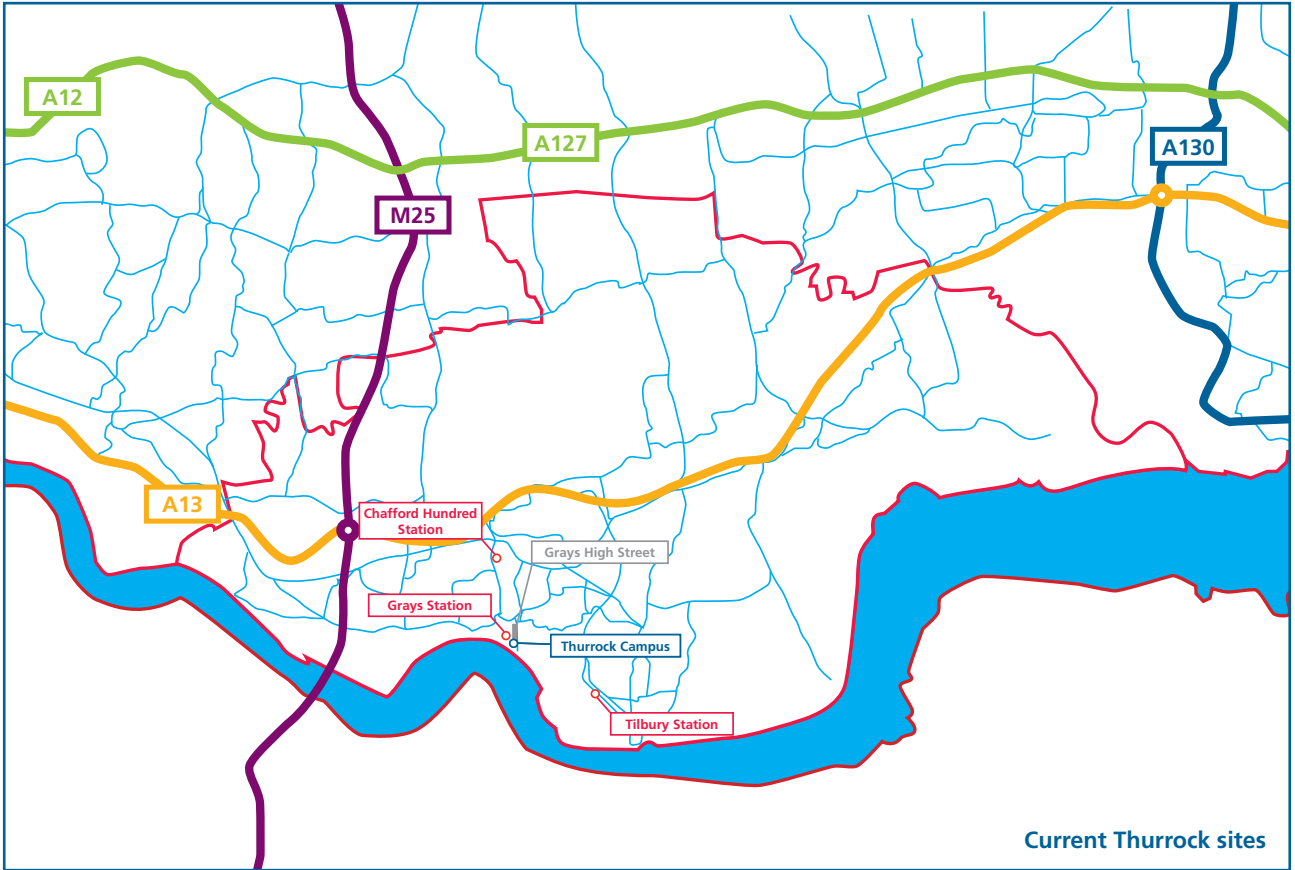 A12
A127
A130
M25
A13
Chafford Hundred
Station
Grays High Street
Grays Station
Thurrock Campus
Tilbury Station
Current Thurrock sites